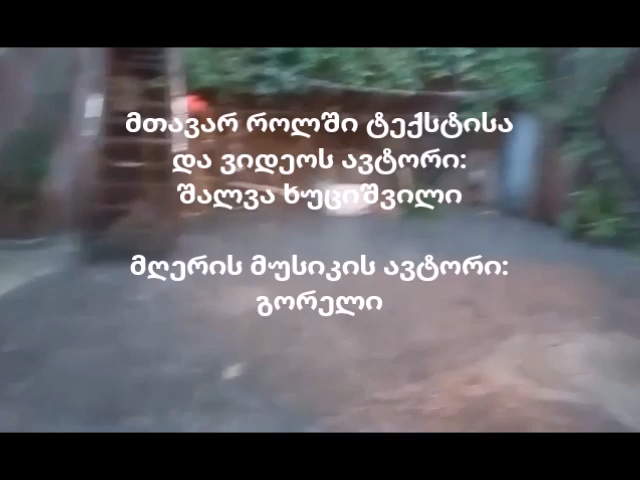 მთავარ როლში ტექსტისა
და ვიდეოს ავტორი:
შალვა ხუციშვილი
მღერის მუსიკის ავტორი:
გორელი